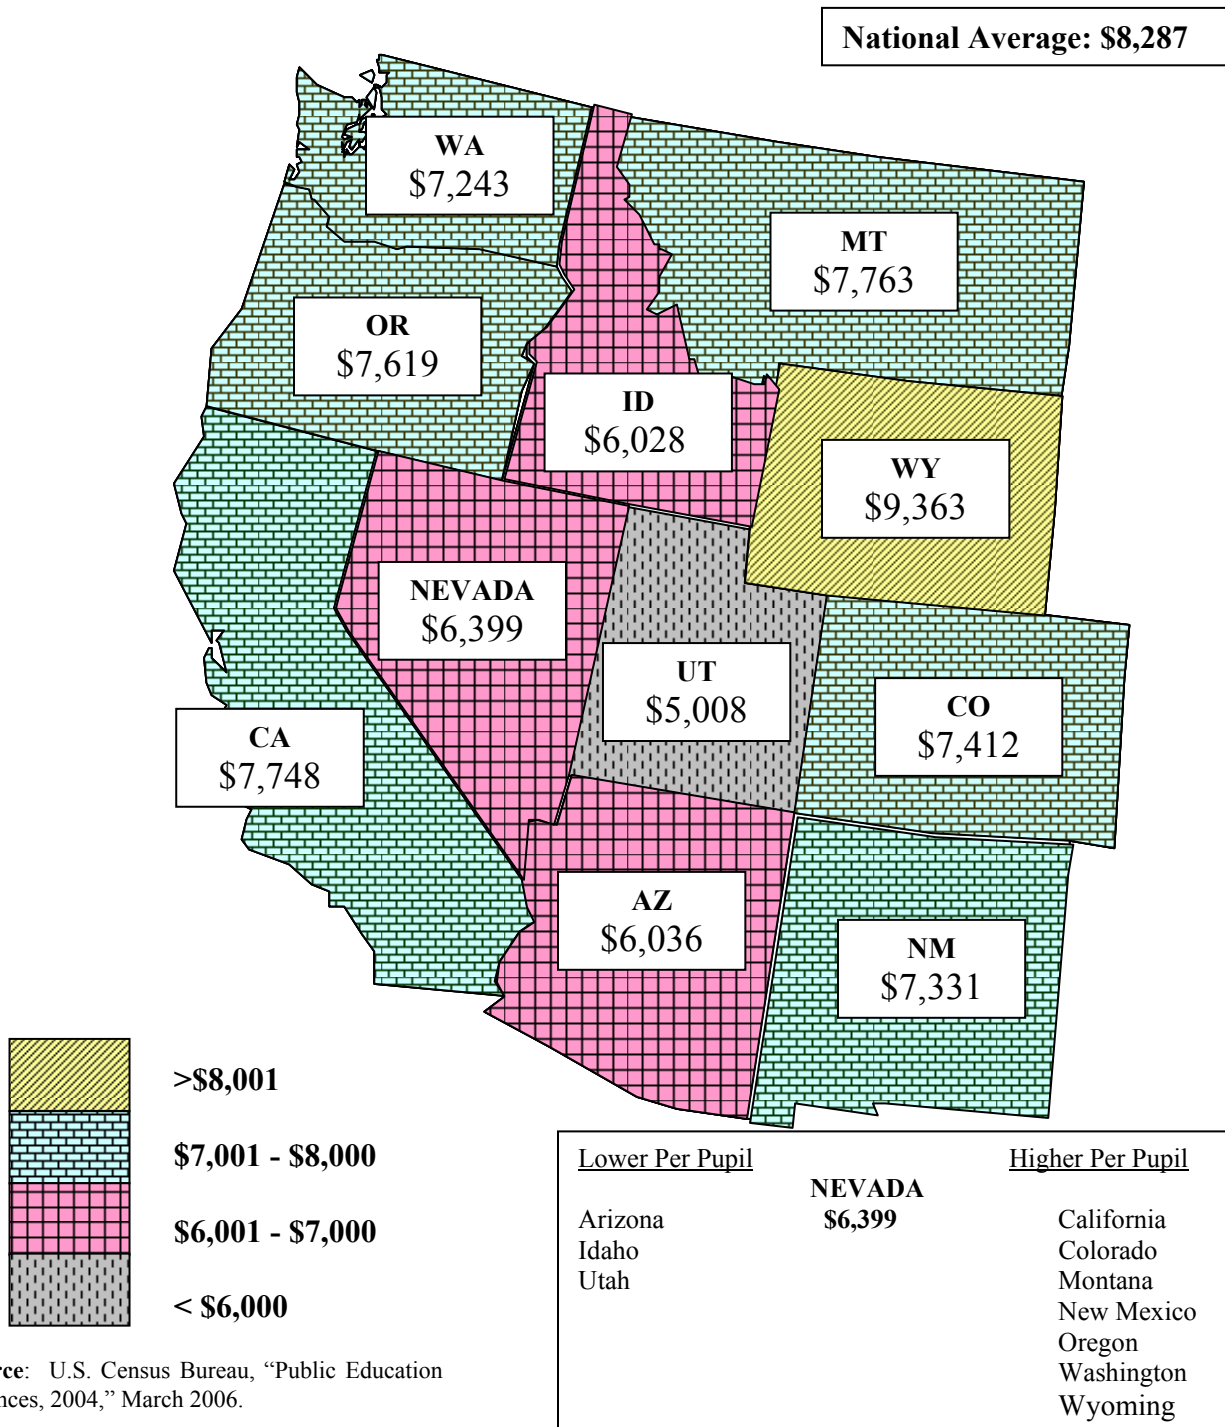 National Average: $8,287
WA
$7,243
MT
$7,763
OR
$7,619
ID
$6,028
WY
$9,363
NEVADA
$6,399
UT
$5,008
CO
$7,412
CA
$7,748
AZ
$6,036
NM
$7,331
>$8,001
$7,001 - $8,000
$6,001 - $7,000
< $6,000
Lower Per Pupil Higher Per Pupil
NEVADA
Arizona $6,399 California
Idaho Colorado
Utah Montana
New Mexico
Oregon
Washington
Wyoming
rce: U.S. Census Bureau, “Public Education
nces, 2004,” March 2006.